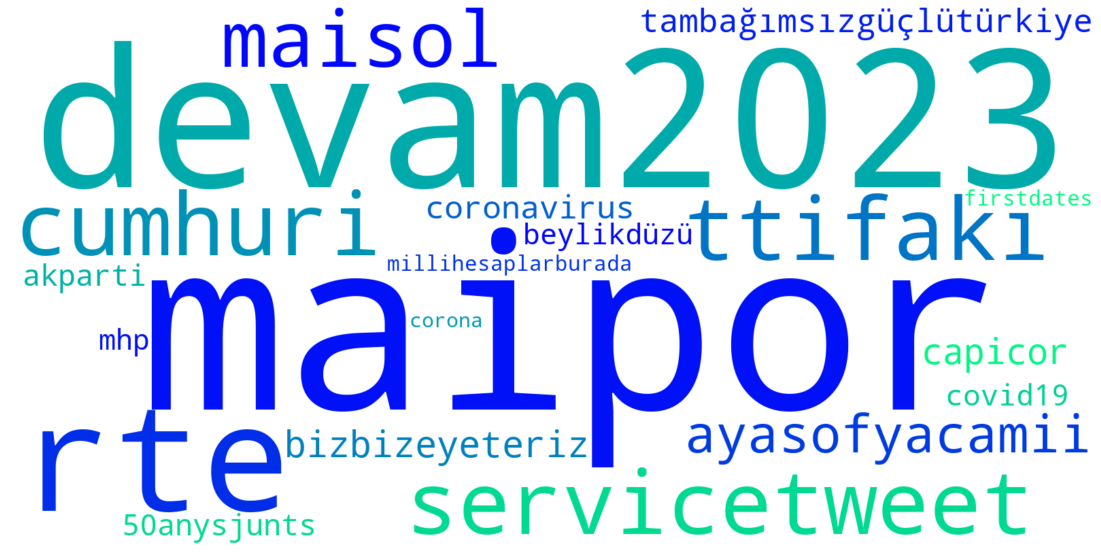 maisol
tambağımsızgüçlütürkiye
devam2023
cumhuri
coronavirus
ttifakı
firstdates
beylikdüzü
akparti
millihesaplarburada
maipor
corona
mhp
capicor
covid19
rte
bizbizeyeteriz
ayasofyacamii
servicetweet
50anysjunts